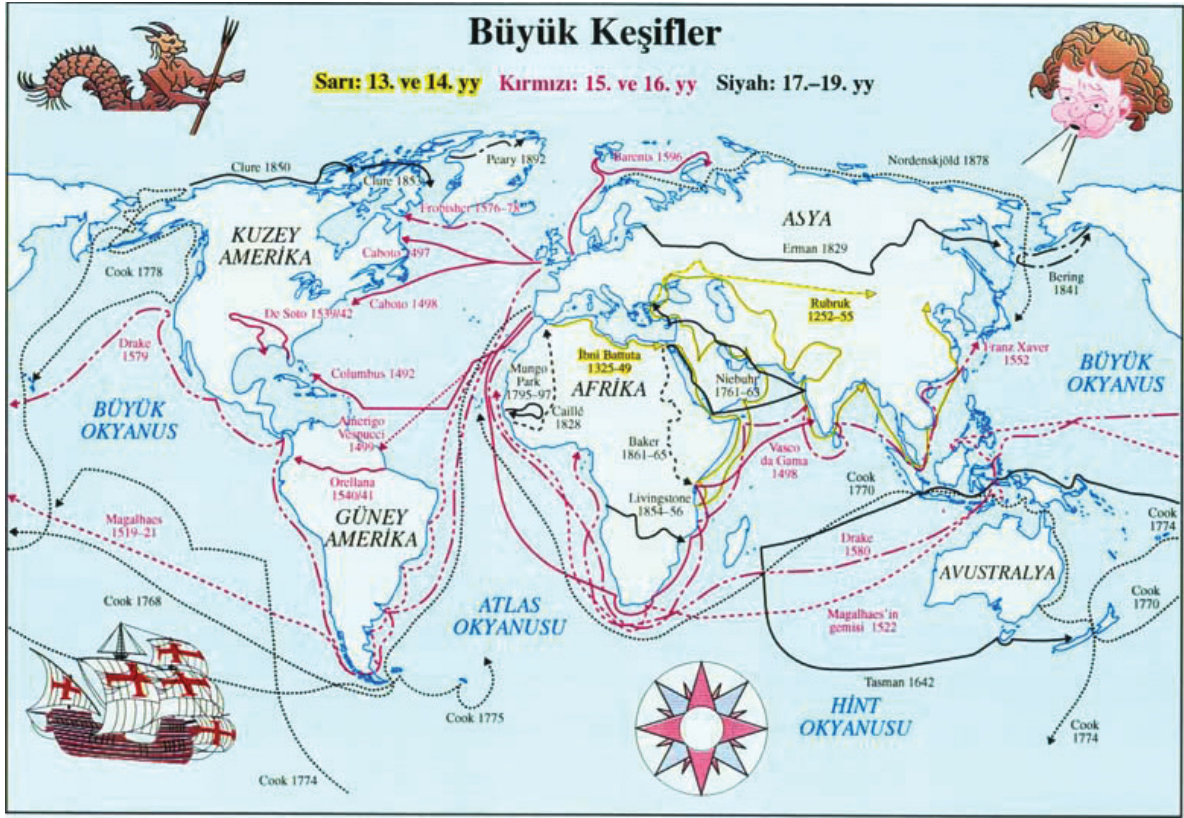 Büyük Keşifler
Sarı: 13. ve 14. yy Kırmızı: 15. ve 16. yy Siyah: 17.–19. yy
Clure 1850
Peary 1892
Clure 1853
Barents 1596
Nordenskjöld 1878
Frobisher 1576–78
ASYA
KUZEY
AMERİKA
Erman 1829
Caboto 1497
Cook 1778
Bering
1841
Caboto 1498
Rubruk
1252–55
De Soto 1539/42
Drake
1579
Franz Xaver
1552
İbni Battuta
1325-49
BÜYÜK
OKYANUS
Mungo
Park
1795–97
AFRİKA
Niebuhr
1761–65
Columbus 1492
BÜYÜK
OKYANUS
Caillé
1828
Amerigo
Vespucci
1499
Baker
1861–65
Vasco
da Gama
1498
Orellana
1540/41
Cook
1770
Livingstone
1854–56
GÜNEY
AMERİKA
Magalhaes
1519–21
Cook
1774
Drake
1580
AVUSTRALYA
Cook 1768
ATLAS
OKYANUSU
Cook
1770
Magalhaes'in
gemisi 1522
Tasman 1642
HİNT
OKYANUSU
Cook 1775
Cook
1774
Cook 1774